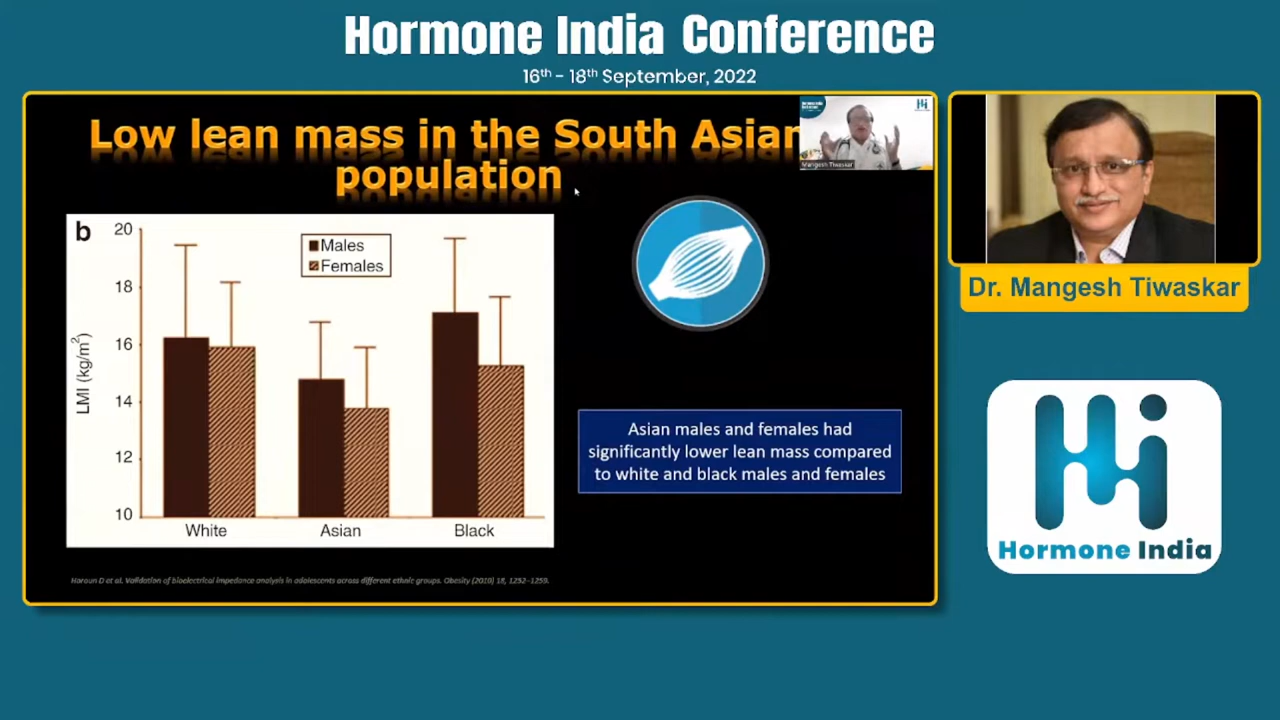 Hormone India Conference
16th - 18th September, 2022
Low lean mass in the South Asian
population
Mangesh Tiwaskar
b
20
18
16
14
12
10
LMI (kg/m2)
Males
Females
White Asian Black
Asian males and females had
significantly lower lean mass compared
to white and black males and females
Haroun D et al. Validation of bioelectrical impedance analysis in adolescents across different ethnic groups. Obesity (2010) 18, 1252–1259.
Dr. Mangesh Tiwaskar
Hi
Hormone India